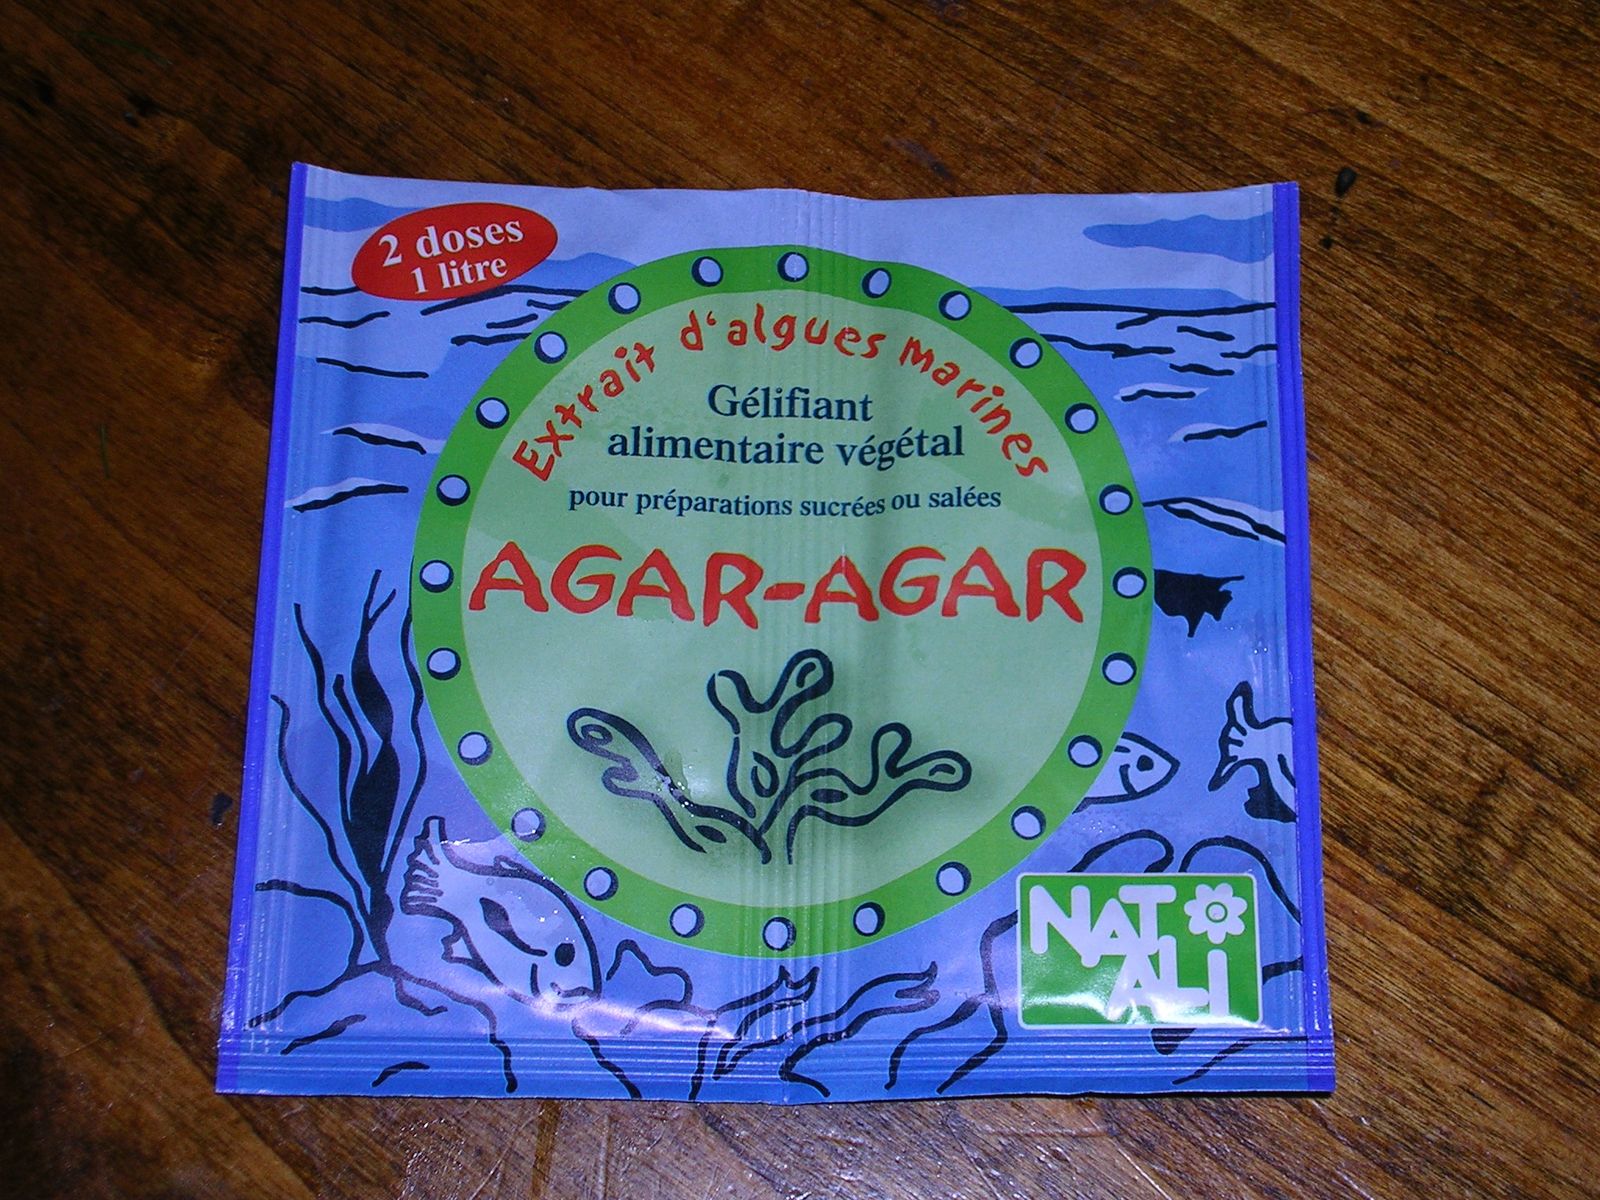 2 doses
1 litre
Extrait d'algues marines
Gélifiant
alimentaire végétal
pour préparations sucrées ou salées
AGAR-AGAR
NAT
ALi